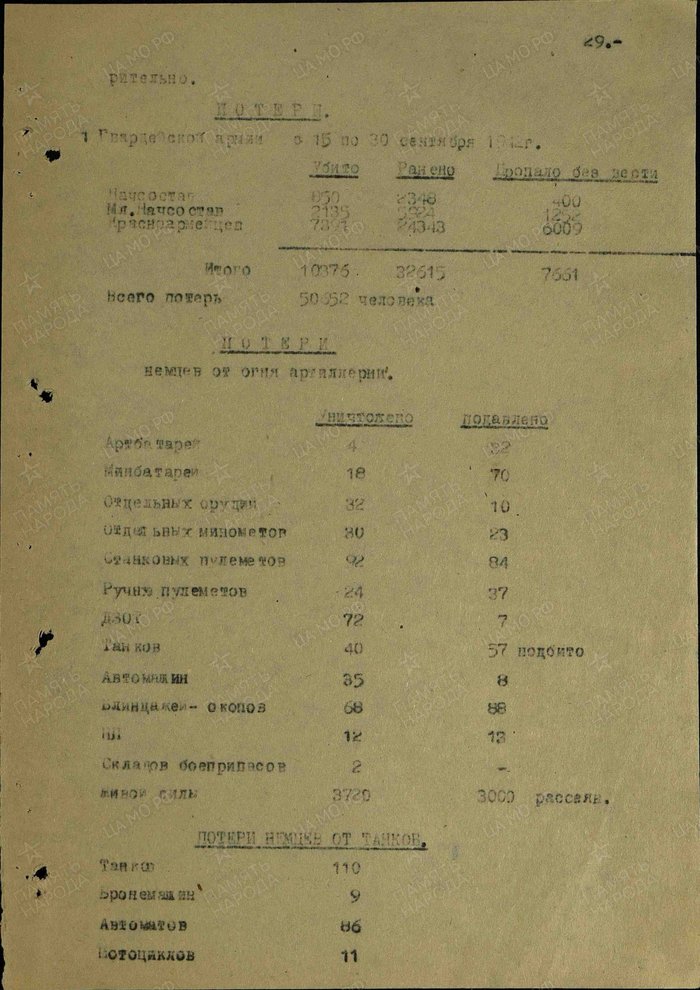 29.-
рительно.
П О Т Е Р И.
1 Гвардейской армии с 15 по 30 сентября 1942г.
Убито Ранено Пропало без вести
Начсостав 850 2348 400
Мл.Начсостав 2135 5924 1252
Красноармейцев 7391 24343 6009
Итого 10376 32615 7661
Всего потерь 50652 человека
П О Т Е Р И
немцев от огня артиллерии.
Уничтожено подавлено
Артбатарей 4
Минбатареи 18 70
Отдельных орудий 32 10
Отдельных минометов 30 23
Станковых пулеметов 92 84
Ручны пулеметов 24 37
ДЗОТ 72 7
Танков 40 57 подбито
Автомашин 35 8
Блиндажей- окопов 68 88
НП 12 13
Складов боеприпасов 2 -
живой силы 3720 3000 рассеян.
ПОТЕРИ НЕМЦЕВ ОТ ТАНКОВ.
Танков 110
Бронемашин 9
Автоматов 86
Мотоциклов 11